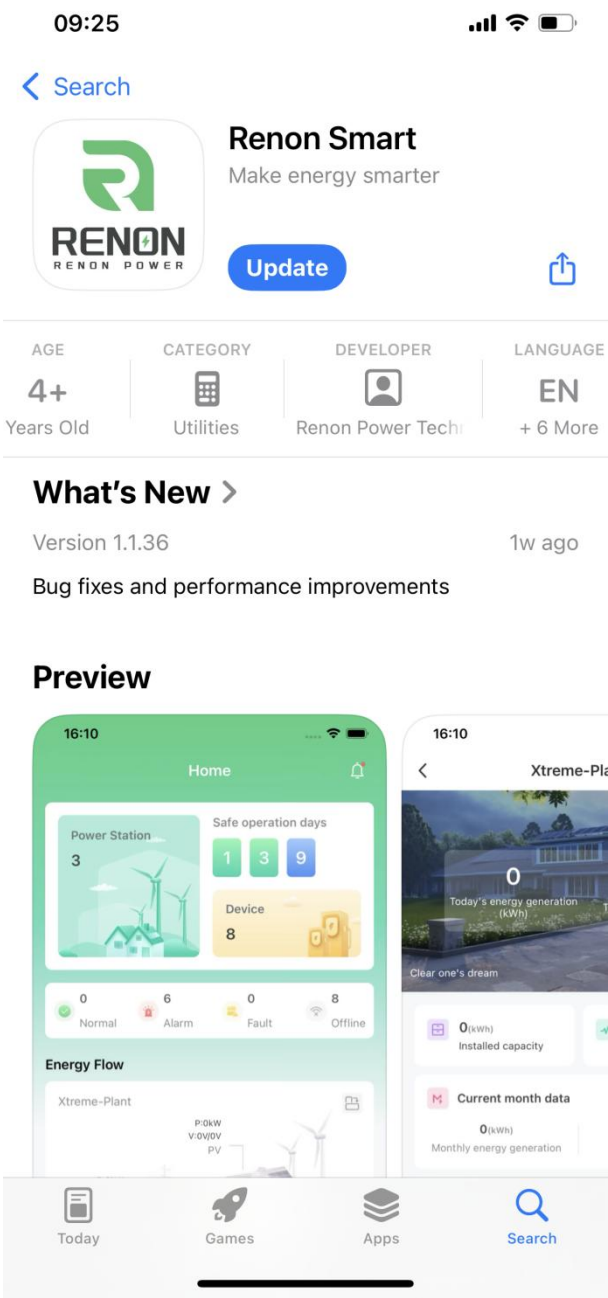 09:25
Search
RENON
RENON POWER
Renon Smart
Make energy smarter
Update
AGE
4+
Years Old
CATEGORY
Utilities
DEVELOPER
Renon Power Tech
LANGUAGE
EN
+ 6 More
What's New
Version 1.1.36
1w ago
Bug fixes and performance improvements
Preview
16:10
Home
Power Station
3
Safe operation days
1 3 9
Device
8
0
Normal
6
Alarm
0
Fault
8
Offline
Energy Flow
Xtreme-Plant
P:0kW
V:0V/0V
PV
16:10
Xtreme-Pla
0
Today's energy generation
(kWh)
Clear one's dream
0(kWh)
Installed capacity
Current month data
0(kWh)
Monthly energy generation
Today
Games
Apps
Search